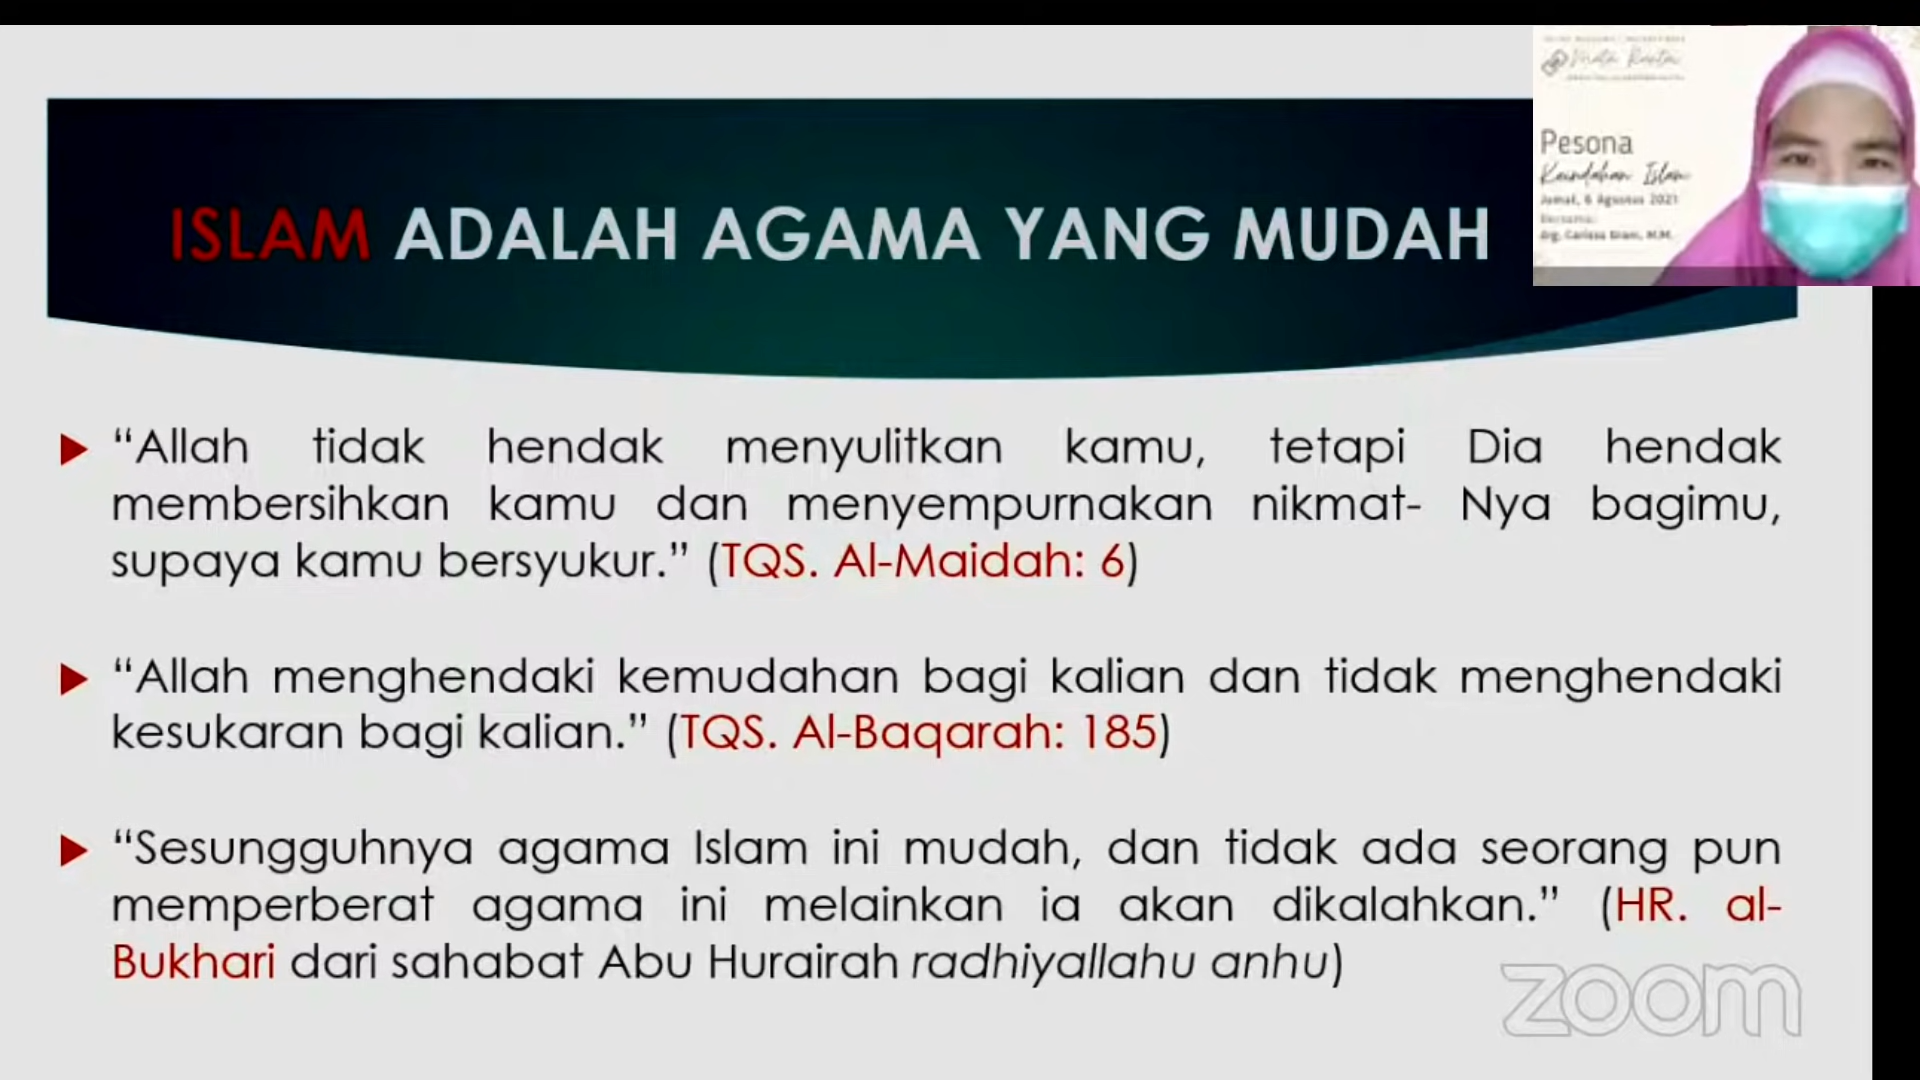 ISLAM ADALAH AGAMA YANG MUDAH
Pesona
Keindahan Islam
Jumat, 6 Agustus 2021
Bersama:
"Allah tidak hendak menyulitkan kamu, tetapi Dia hendak
membersihkan kamu dan menyempurnakan nikmat- Nya bagimu,
supaya kamu bersyukur." (TQS. Al-Maidah: 6)
"Allah menghendaki kemudahan bagi kalian dan tidak menghendaki
kesukaran bagi kalian." (TQS. Al-Baqarah: 185)
"Sesungguhnya agama Islam ini mudah, dan tidak ada seorang pun
memperberat agama ini melainkan ia akan dikalahkan." (HR. al-
Bukhari dari sahabat Abu Hurairah radhiyallahu anhu)
zoom